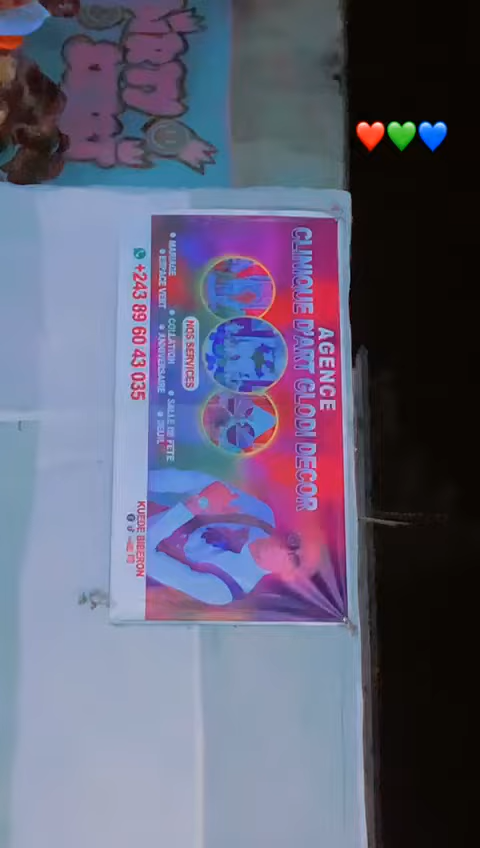 AGENCE
CLINIQUE D'ART GLODI DECOR
NOS SERVICES
• MARIAGE • COLLATION • SALLE DE FÊTE
• ESPACE VERT • ANNIVERSAIRE • DEUIL
+243 89 60 43 035
KUEDE BIBERON